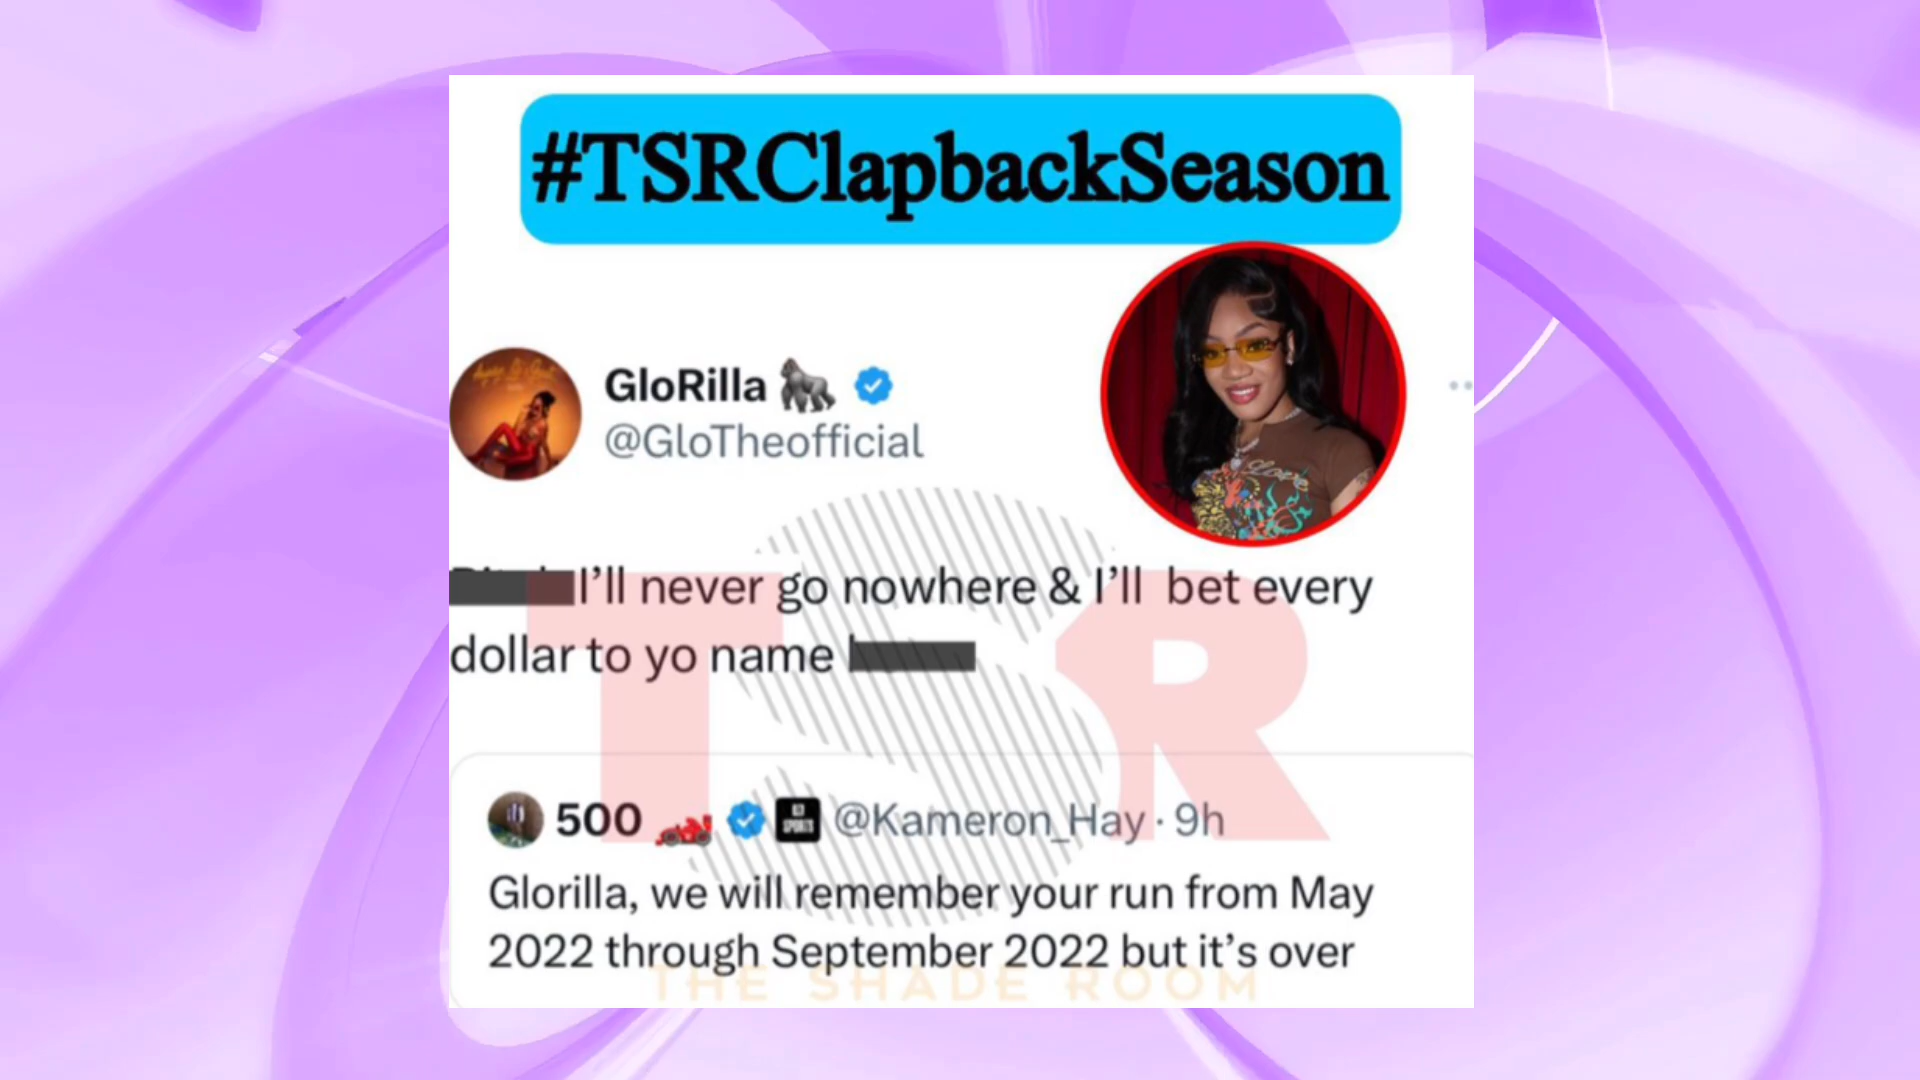 #TSRClapbackSeason
GloRilla 🦍
@GloTheofficial
I’ll never go nowhere & I’ll bet every
dollar to yo name
500 🏎️ @Kameron_Hay · 9h
Glorilla, we will remember your run from May
2022 through September 2022 but it’s over
TSR
THE SHADE ROOM